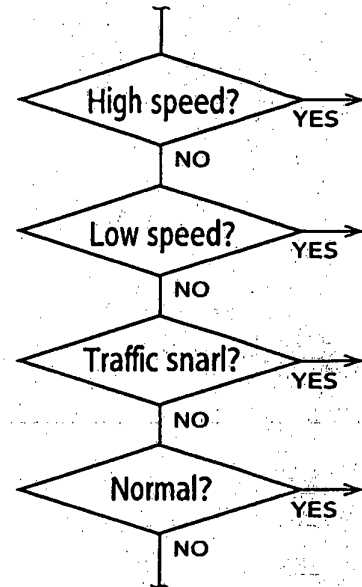 High speed?
YES
NO
Low speed?
YES
NO
Traffic snarl?
YES
NO
Normal?
YES
NO